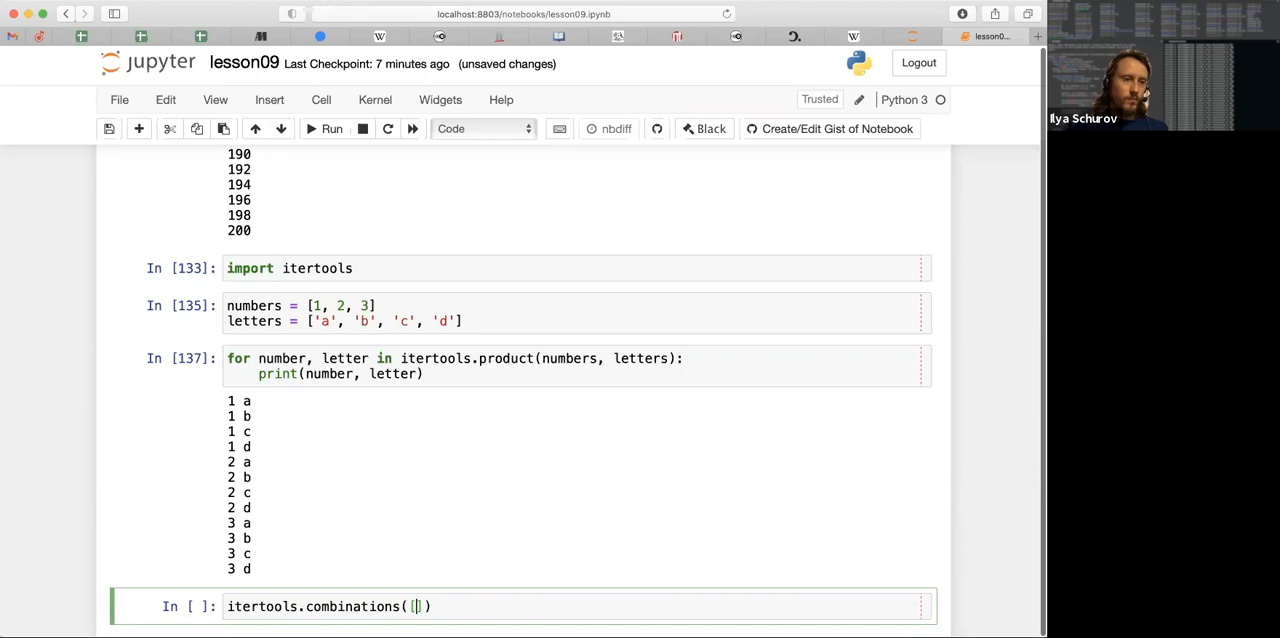 localhost:8803/notebooks/lesson09.ipynb
lesson0...
jupyter lesson09 Last Checkpoint: 7 minutes ago (unsaved changes)
Logout
File Edit View Insert Cell Kernel Widgets Help
Trusted Python 3
Run Code nbdiff Black Create/Edit Gist of Notebook
Ilya Schurov
190
192
194
196
198
200
In [133]: import itertools
In [135]: numbers = [1, 2, 3]
letters = ['a', 'b', 'c', 'd']
In [137]: for number, letter in itertools.product(numbers, letters):
print(number, letter)
1 a
1 b
1 c
1 d
2 a
2 b
2 c
2 d
3 a
3 b
3 c
3 d
In [ ]: itertools.combinations([])